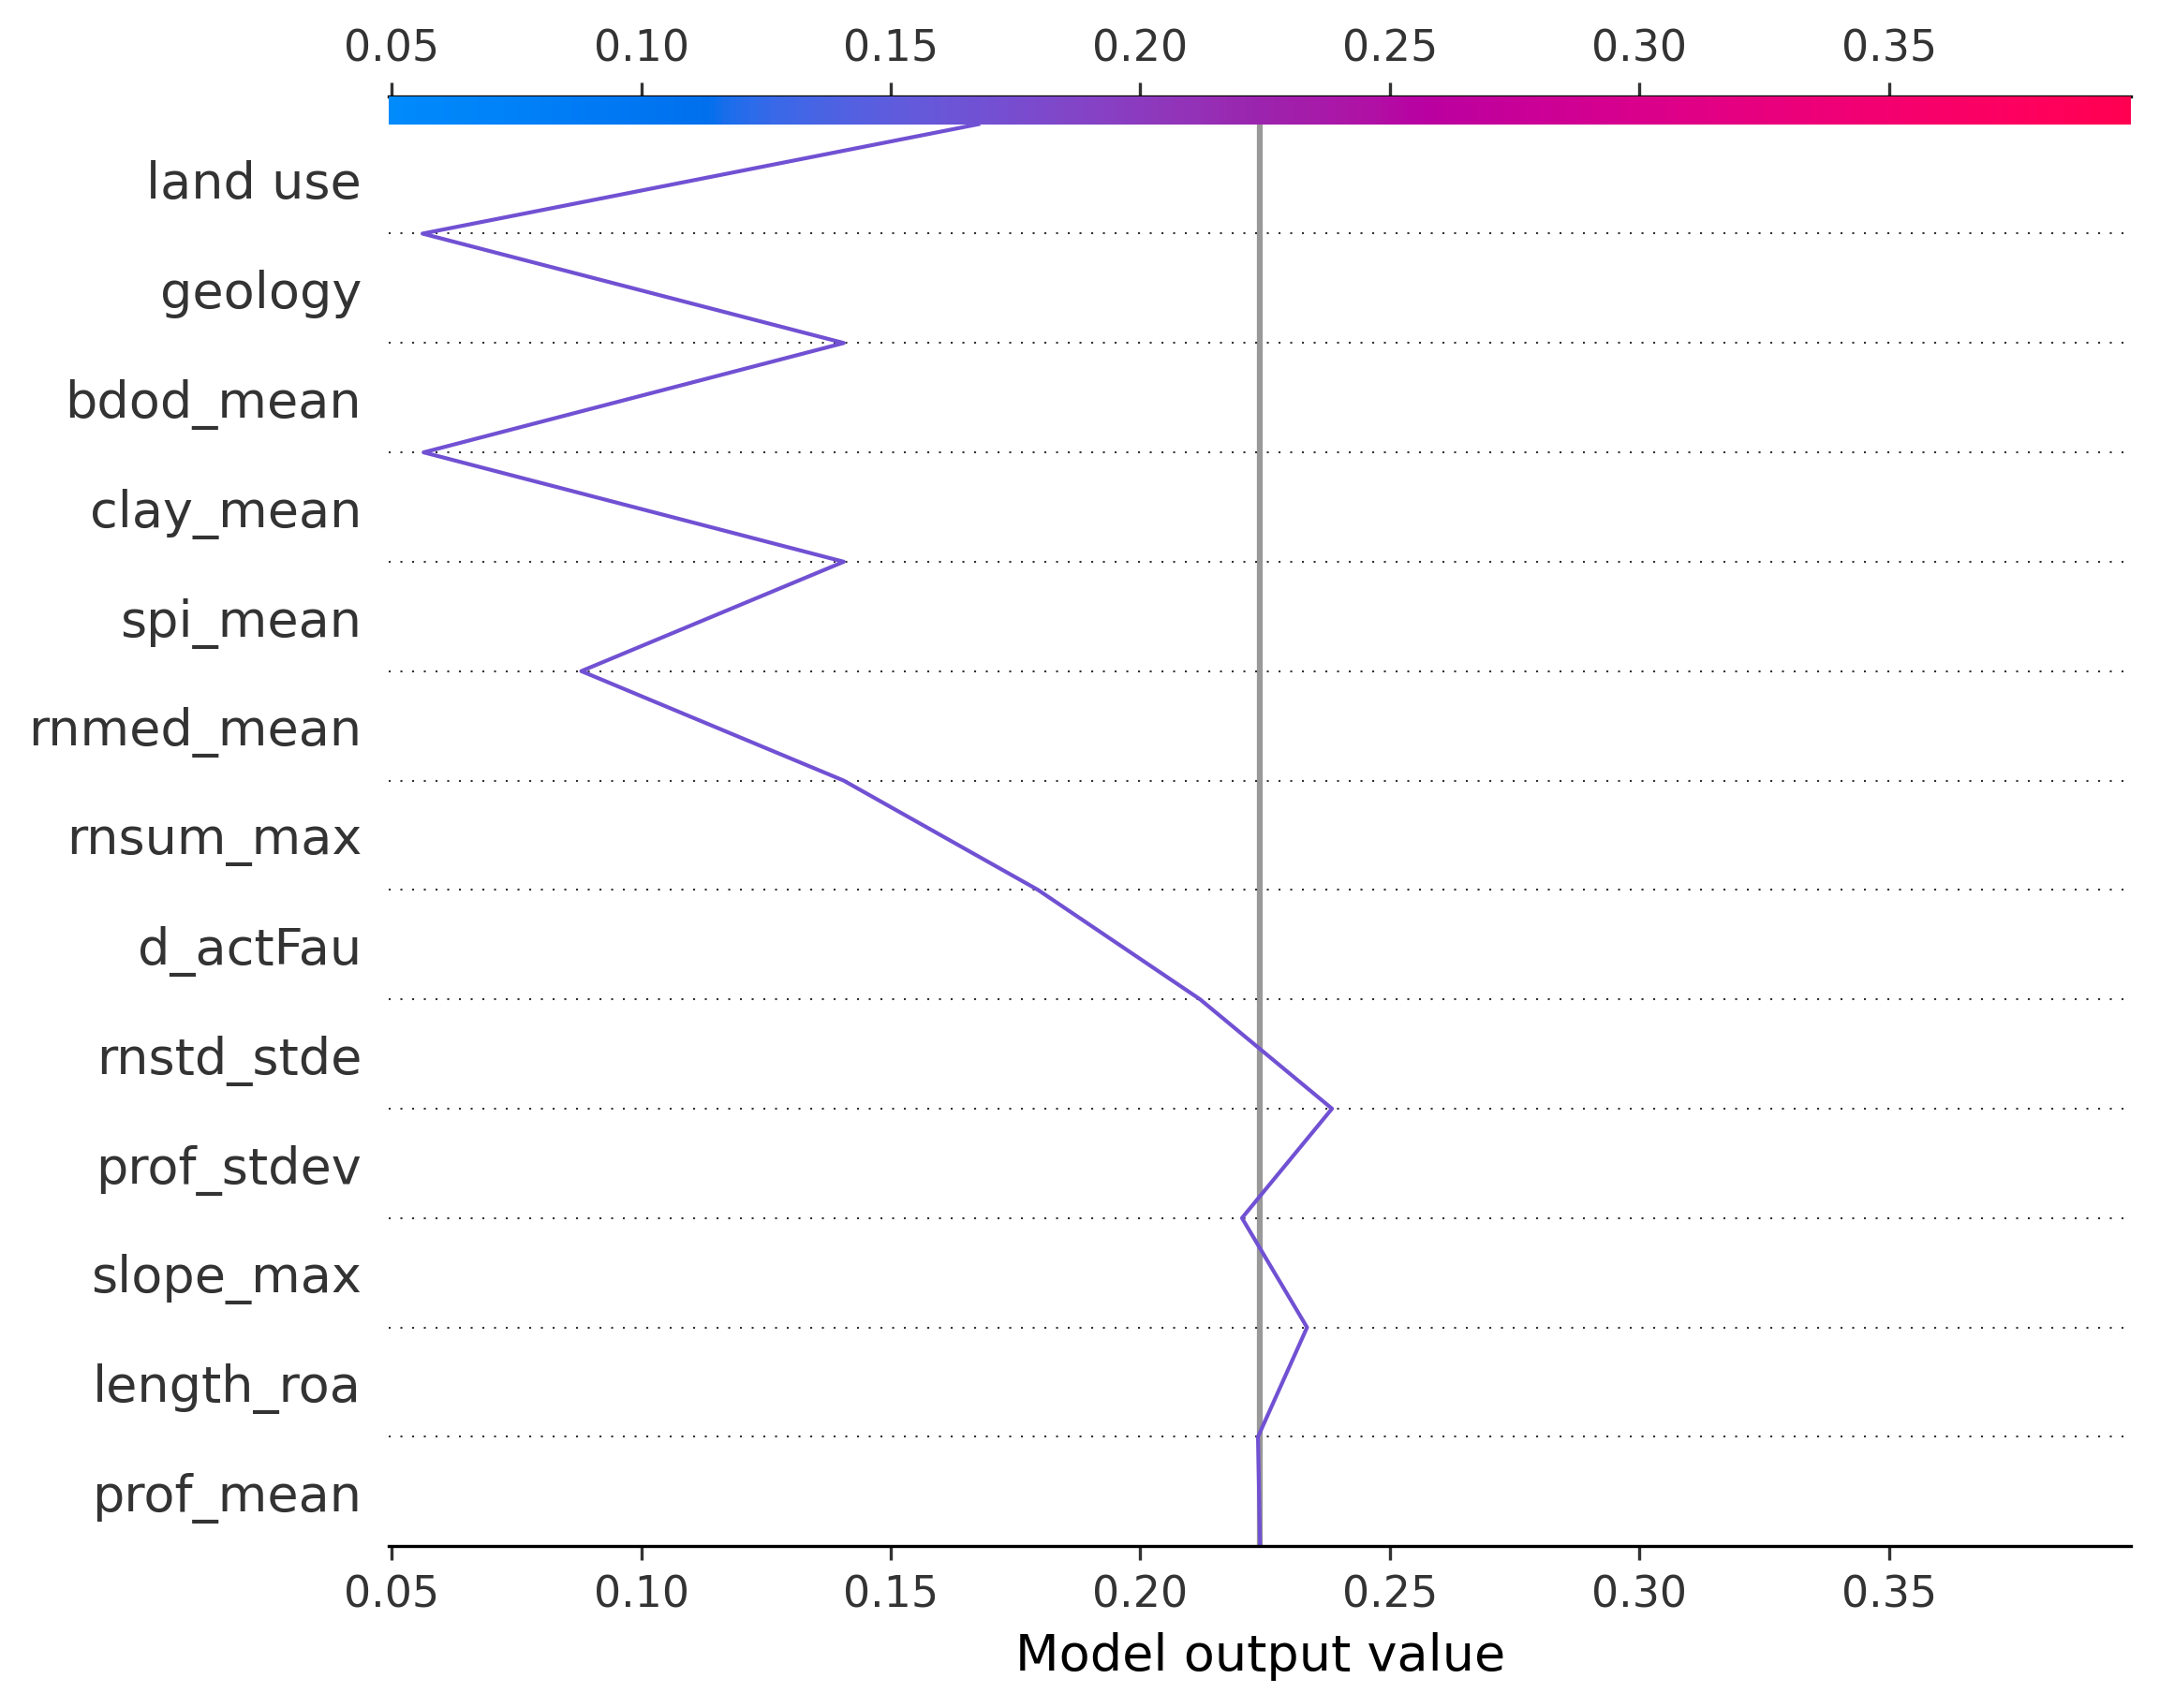 0.05 0.10 0.15 0.20 0.25 0.30 0.35
land use
geology
bdod_mean
clay_mean
spi_mean
rnmed_mean
rnsum_max
d_actFau
rnstd_stde
prof_stdev
slope_max
length_roa
prof_mean
0.05 0.10 0.15 0.20 0.25 0.30 0.35
Model output value